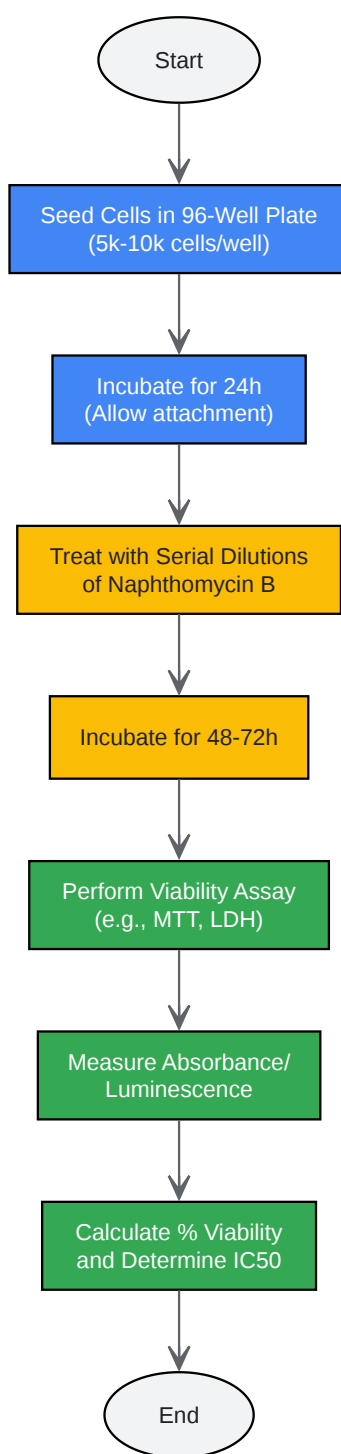 Start
Seed Cells in 96-Well Plate
(5k-10k cells/well)
Incubate for 24h
(Allow attachment)
Treat with Serial Dilutions
of Naphthomycin B
Incubate for 48-72h
Perform Viability Assay
(e.g., MTT, LDH)
Measure Absorbance/
Luminescence
Calculate % Viability
and Determine IC50
End